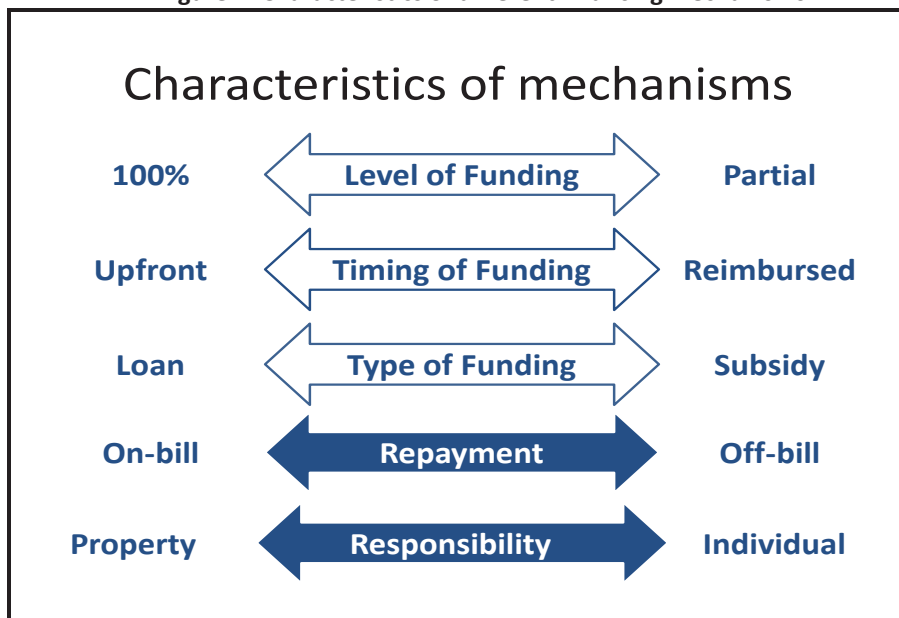 Characteristics of mechanisms
100% Level of Funding Partial
Upfront Timing of Funding Reimbursed
Loan Type of Funding Subsidy
On-bill Repayment Off-bill
Property Responsibility Individual